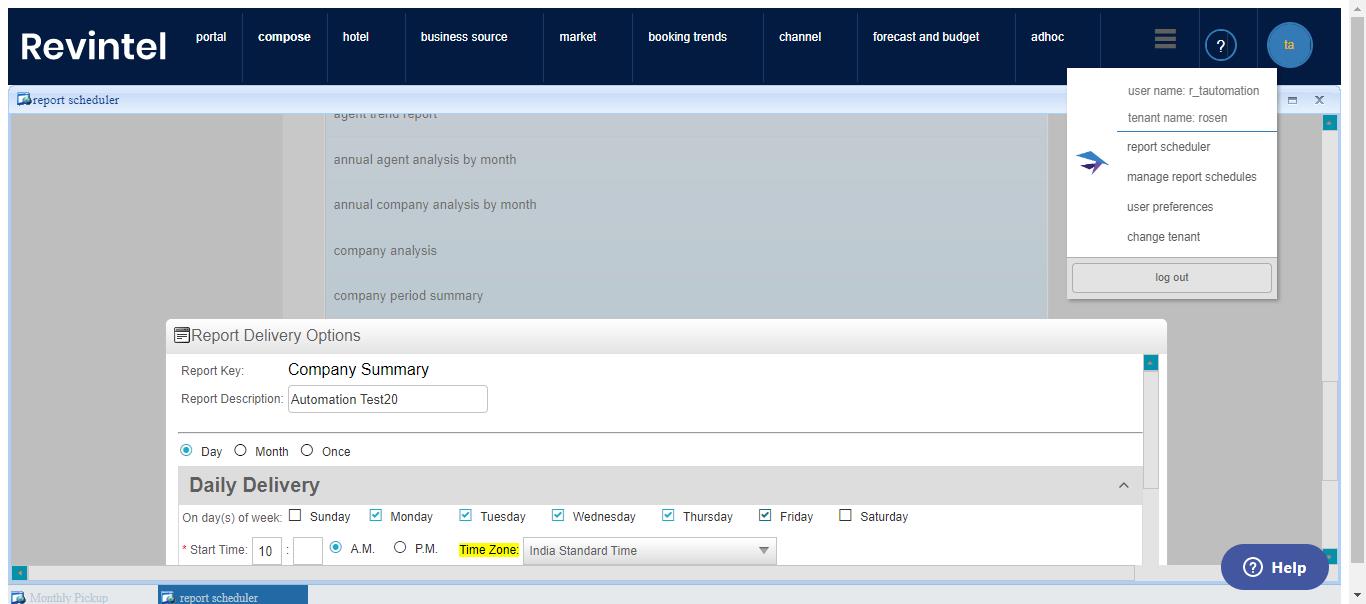 Revintel
portal compose hotel business source market booking trends channel forecast and budget adhoc ? ta
report scheduler
user name: r_tautomation
tenant name: rosen
report scheduler
manage report schedules
user preferences
change tenant
log out
agent trend report
annual agent analysis by month
annual company analysis by month
company analysis
company period summary
Report Delivery Options
Report Key: Company Summary
Report Description: Automation Test20
Day Month Once
Daily Delivery
On day(s) of week: Sunday Monday Tuesday Wednesday Thursday Friday Saturday
* Start Time: 10 : A.M. P.M. Time Zone: India Standard Time
? Help
Monthly Pickup report scheduler